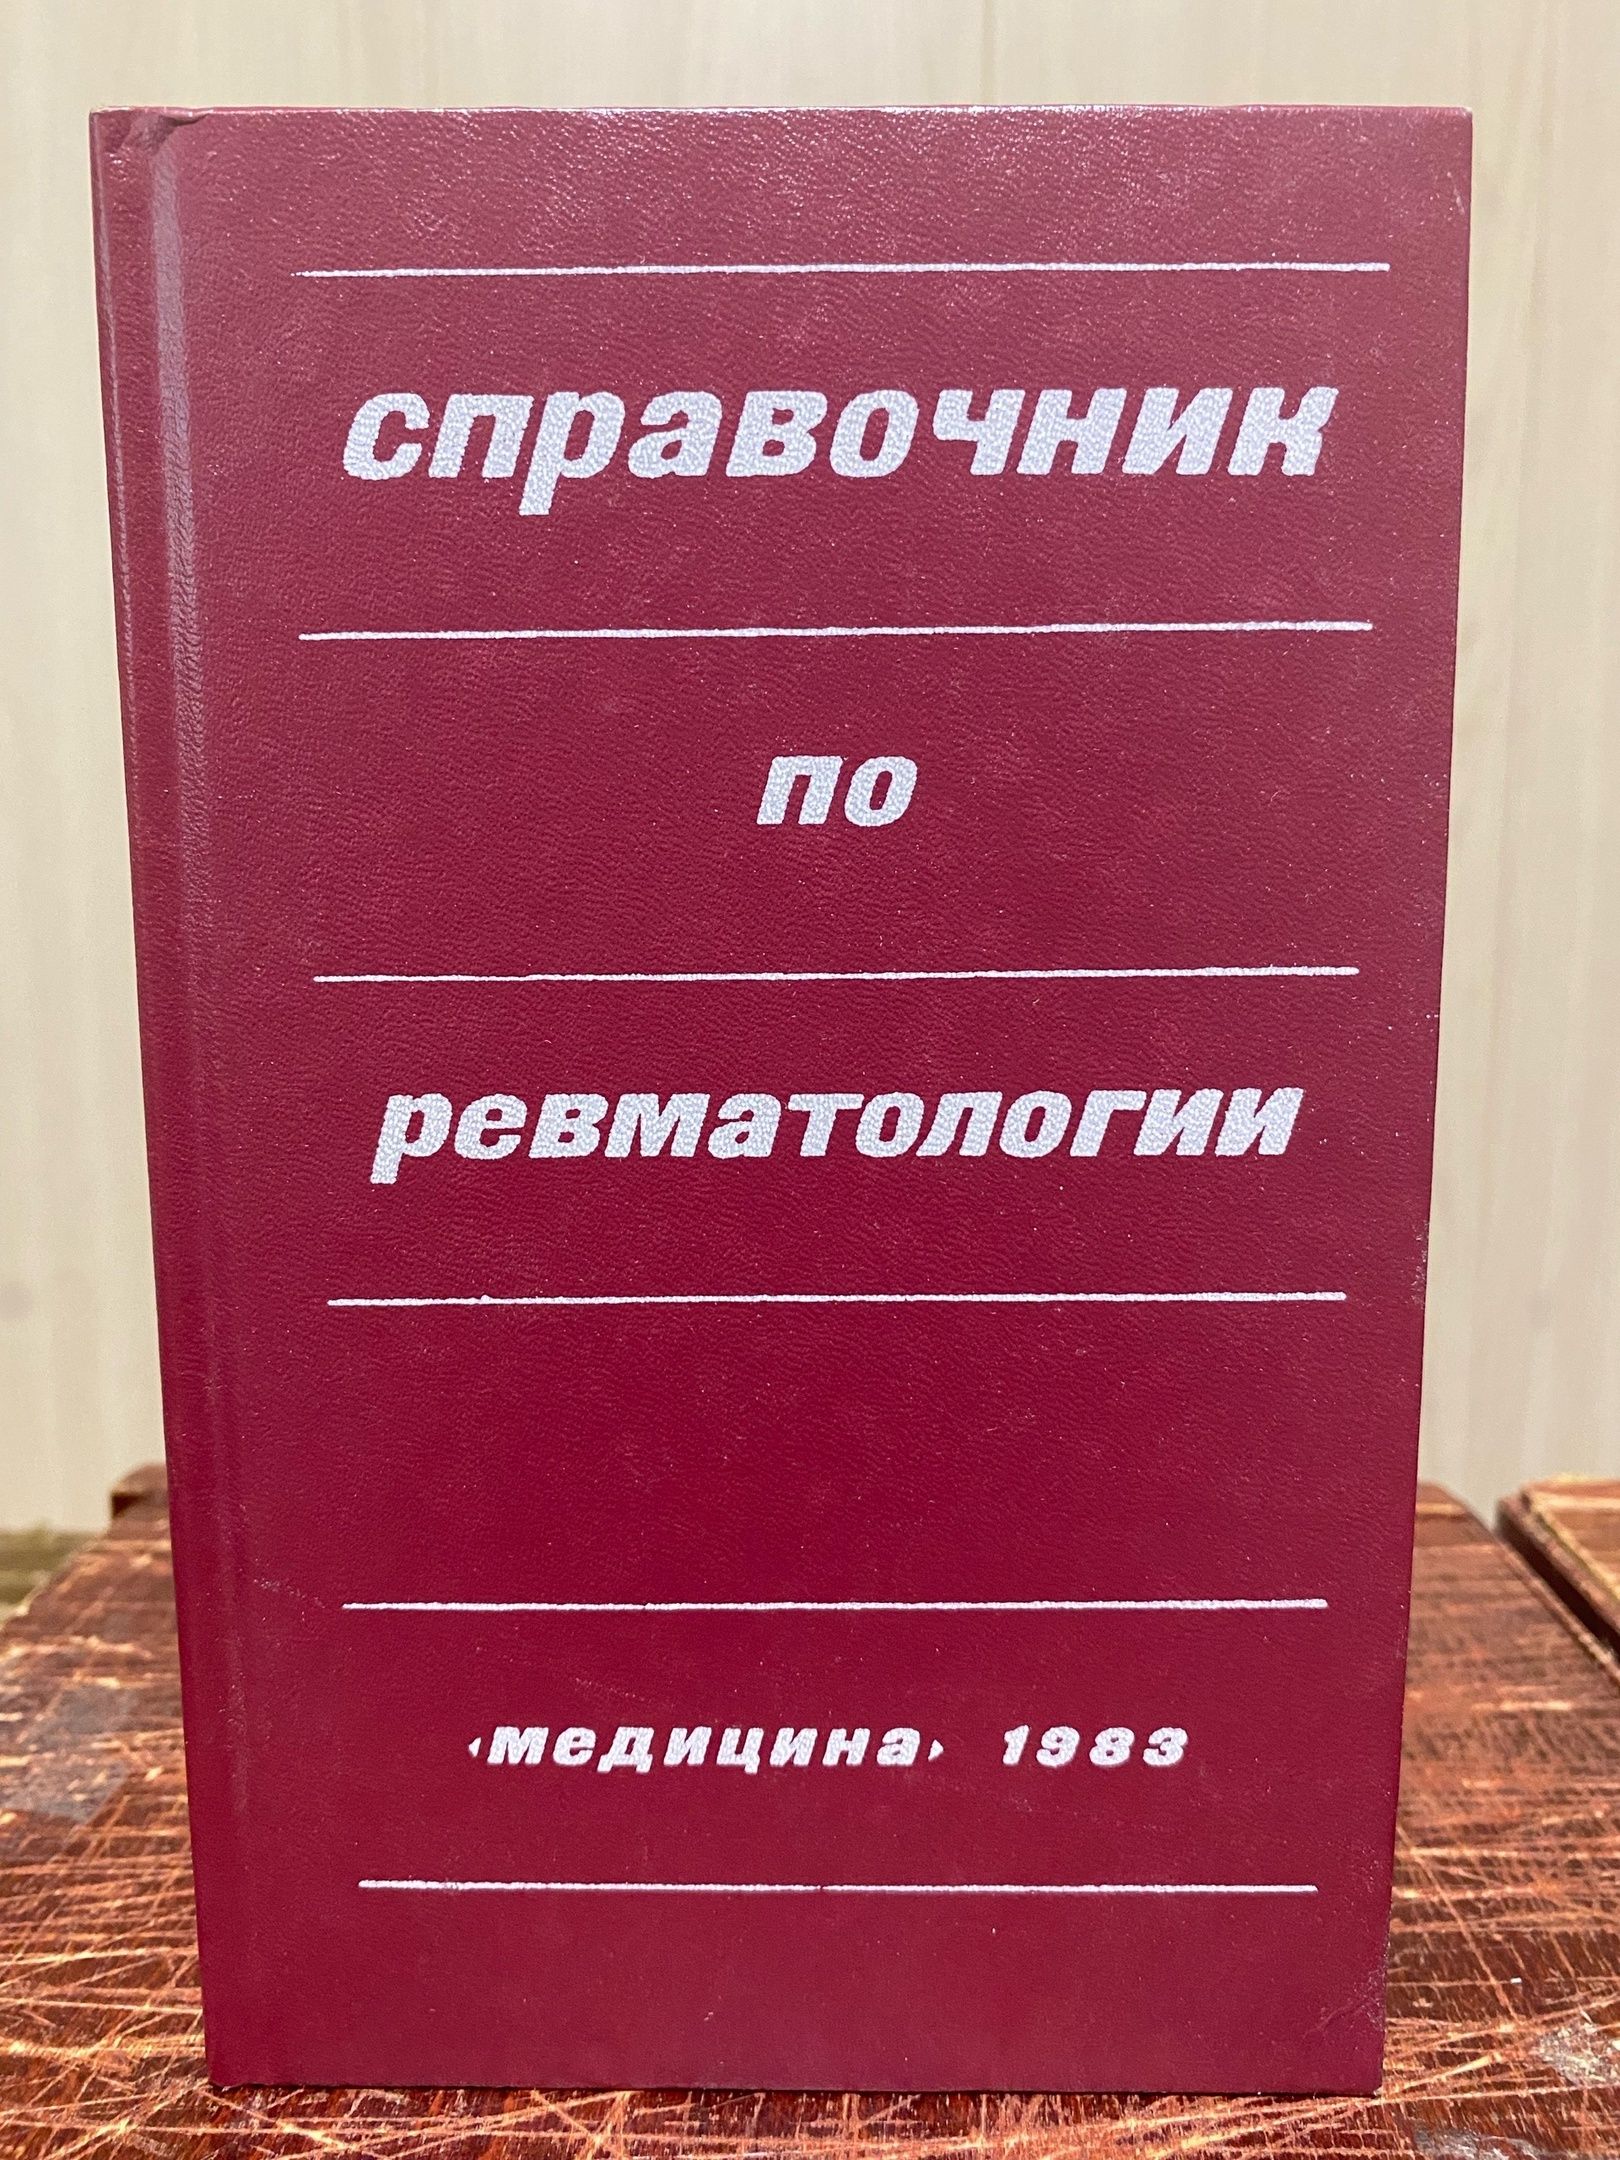 справочник
по
ревматологии
‹медицина› 1983